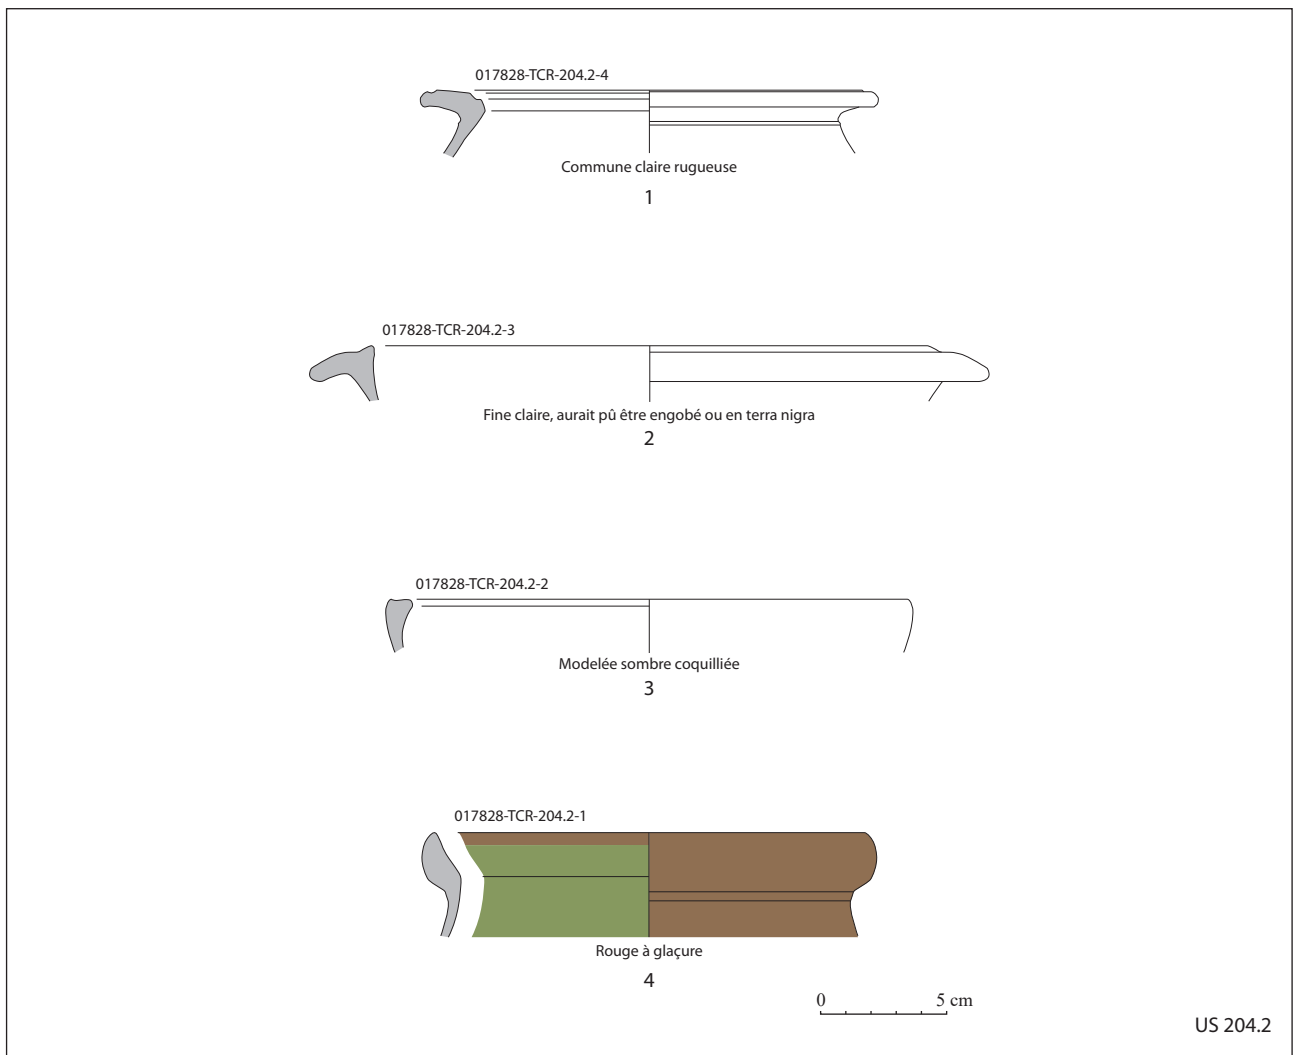 017828-TCR-204.2-4
Commune claire rugueuse
1
017828-TCR-204.2-3
Fine claire, aurait pû être engobé ou en terra nigra
2
017828-TCR-204.2-2
Modelée sombre coquilliée
3
017828-TCR-204.2-1
Rouge à glaçure
4
0 5 cm
US 204.2